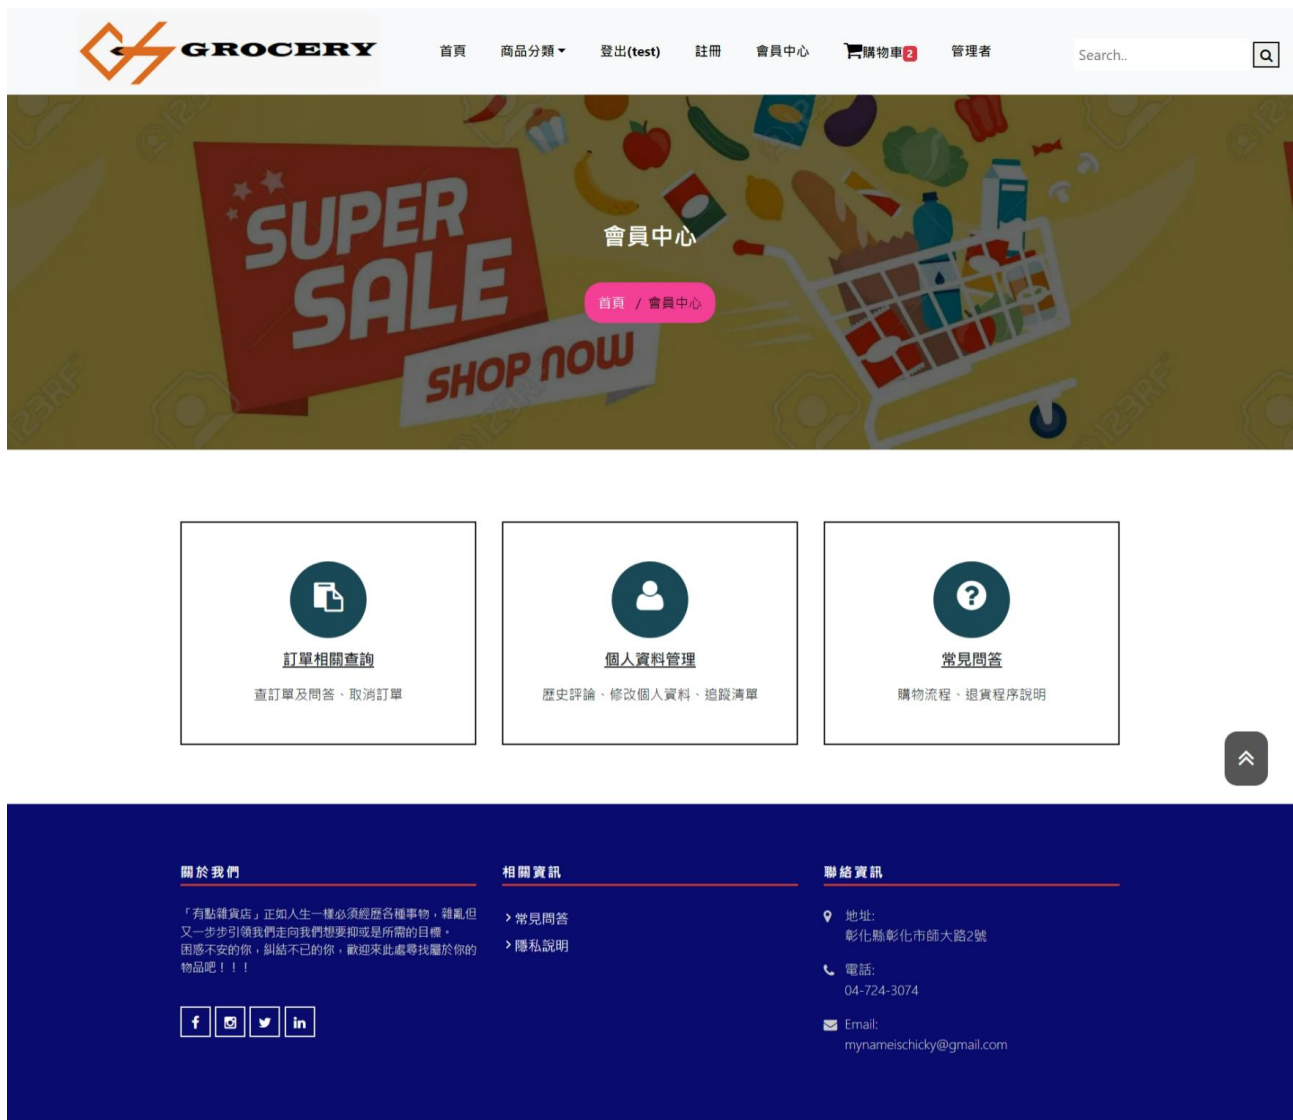 GROCERY
首頁 商品分類 登出(test) 註冊 會員中心 購物車2 管理者 Search..
SUPER
SALE
SHOP NOW
會員中心
首頁 / 會員中心
123RF
訂單相關查詢
查訂單及問答、取消訂單
個人資料管理
歷史評論、修改個人資料、追蹤清單
常見問答
購物流程、退貨程序說明
關於我們
「有點雜貨店」正如人生一樣必須經歷各種事物，雜亂但
又一步步引領我們走向我們想要抑或是所需的目標。
困惑不安的你，糾結不已的你，歡迎來此處尋找屬於你的
物品吧！！！
相關資訊
常見問答
隱私說明
聯絡資訊
地址:
彰化縣彰化市師大路2號
電話:
04-724-3074
Email:
mynameischicky@gmail.com